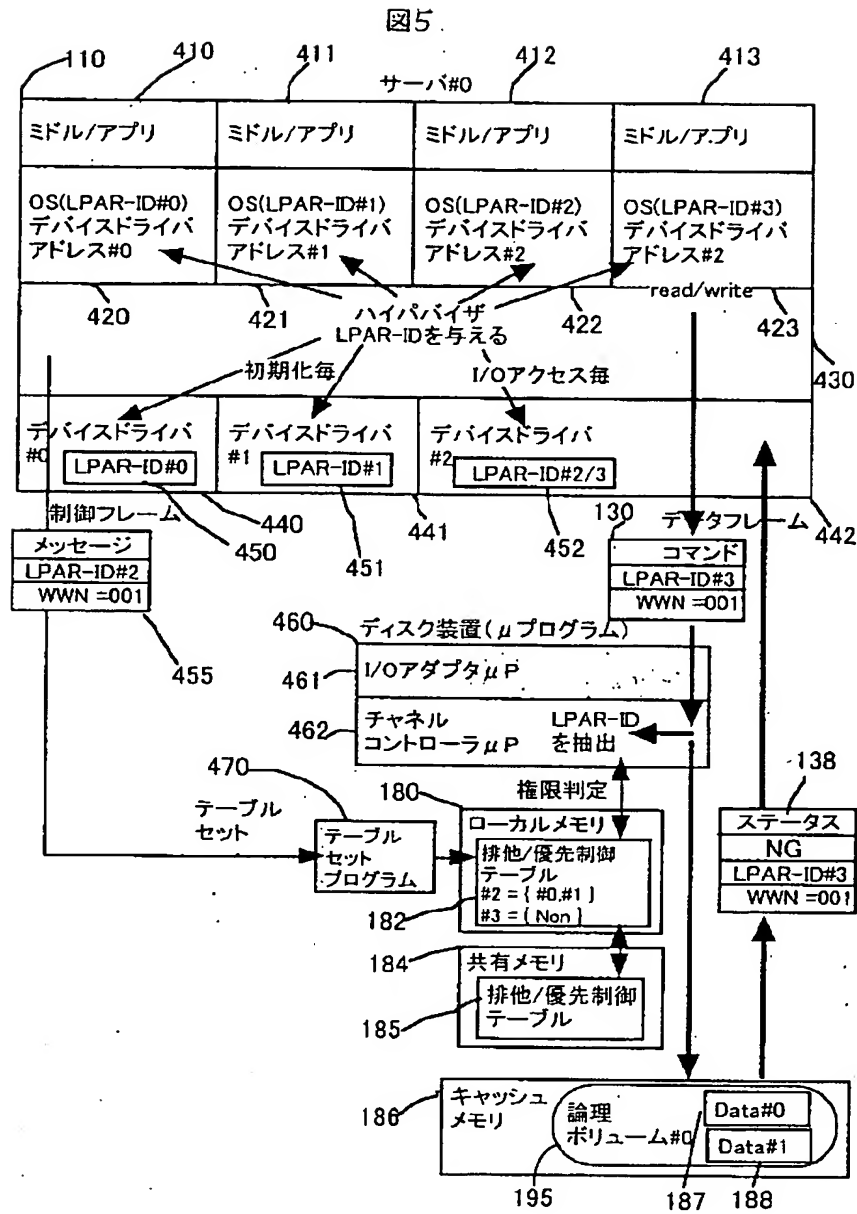 図5
110
410
411
412
413
サーバ#0
ミドル/アプリ
ミドル/アプリ
ミドル/アプリ
ミドル/アプリ
OS(LPAR-ID#0)
デバイスドライバ
アドレス#0
OS(LPAR-ID#1)
デバイスドライバ
アドレス#1
OS(LPAR-ID#2)
デバイスドライバ
アドレス#2
OS(LPAR-ID#3)
デバイスドライバ
アドレス#2
420
421
422
423
read/write
ハイパバイザ
LPAR-IDを与える
430
初期化毎
I/Oアクセス毎
デバイスドライバ
#0
LPAR-ID#0
デバイスドライバ
#1
LPAR-ID#1
デバイスドライバ
#2
LPAR-ID#2/3
制御フレーム
450
440
451
441
452
130
データフレーム
442
メッセージ
LPAR-ID#2
WWN =001
455
コマンド
LPAR-ID#3
WWN =001
460
ディスク装置(μプログラム)
461
I/OアダプタμP
462
チャネル
コントローラμP
LPAR-ID
を抽出
権限判定
470
テーブル
セット
テーブル
セット
プログラム
180
ローカルメモリ
排他/優先制御
テーブル
#2 = { #0,#1 }
#3 = { Non }
182
138
ステータス
NG
LPAR-ID#3
WWN =001
184
共有メモリ
排他/優先制御
テーブル
185
186
キャッシュ
メモリ
論理
ボリューム#0
Data#0
Data#1
195
187
188